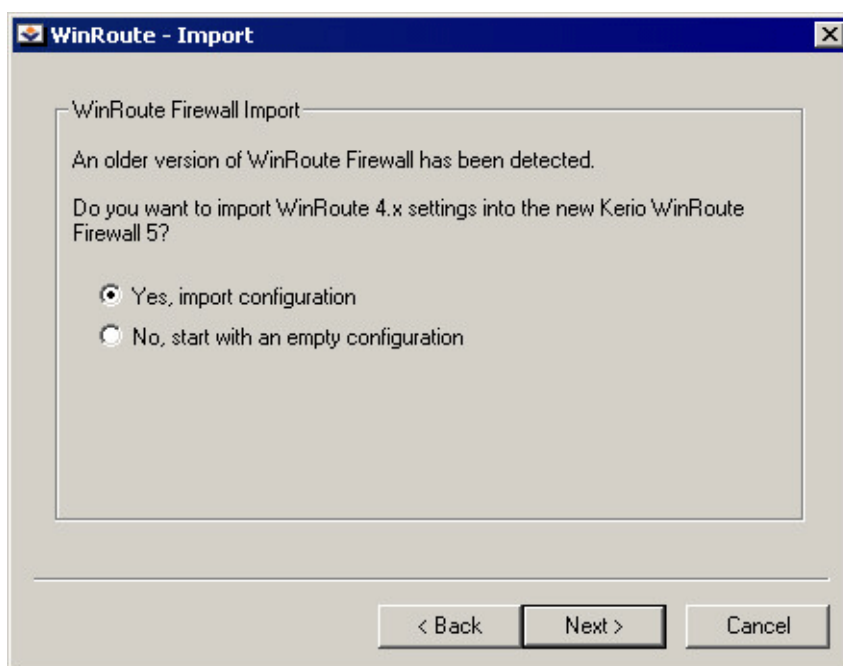 WinRoute - Import
WinRoute Firewall Import
An older version of WinRoute Firewall has been detected.
Do you want to import WinRoute 4.x settings into the new Kerio WinRoute
Firewall 5?
Yes, import configuration
No, start with an empty configuration
< Back
Next >
Cancel